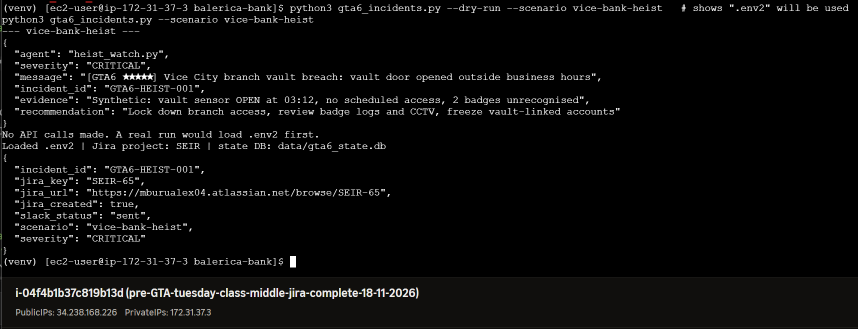 (venv) [ec2-user@ip-172-31-37-3 balerica-bank]$ python3 gta6_incidents.py --dry-run --scenario vice-bank-heist   # shows ".env2" will be used
python3 gta6_incidents.py --scenario vice-bank-heist
--- vice-bank-heist ---
{
  "agent": "heist_watch.py",
  "severity": "CRITICAL",
  "message": "[GTA6 ★★★★★] Vice City branch vault breach: vault door opened outside business hours",
  "incident_id": "GTA6-HEIST-001",
  "evidence": "Synthetic: vault sensor OPEN at 03:12, no scheduled access, 2 badges unrecognised",
  "recommendation": "Lock down branch access, review badge logs and CCTV, freeze vault-linked accounts"
}
No API calls made. A real run would load .env2 first.
Loaded .env2 | Jira project: SEIR | state DB: data/gta6_state.db
{
  "incident_id": "GTA6-HEIST-001",
  "jira_key": "SEIR-65",
  "jira_url": "https://mburualex04.atlassian.net/browse/SEIR-65",
  "jira_created": true,
  "slack_status": "sent",
  "scenario": "vice-bank-heist",
  "severity": "CRITICAL"
}
(venv) [ec2-user@ip-172-31-37-3 balerica-bank]$
i-04f4b1b37c819b13d (pre-GTA-tuesday-class-middle-jira-complete-18-11-2026)
PublicIPs: 34.238.168.226   PrivateIPs: 172.31.37.3